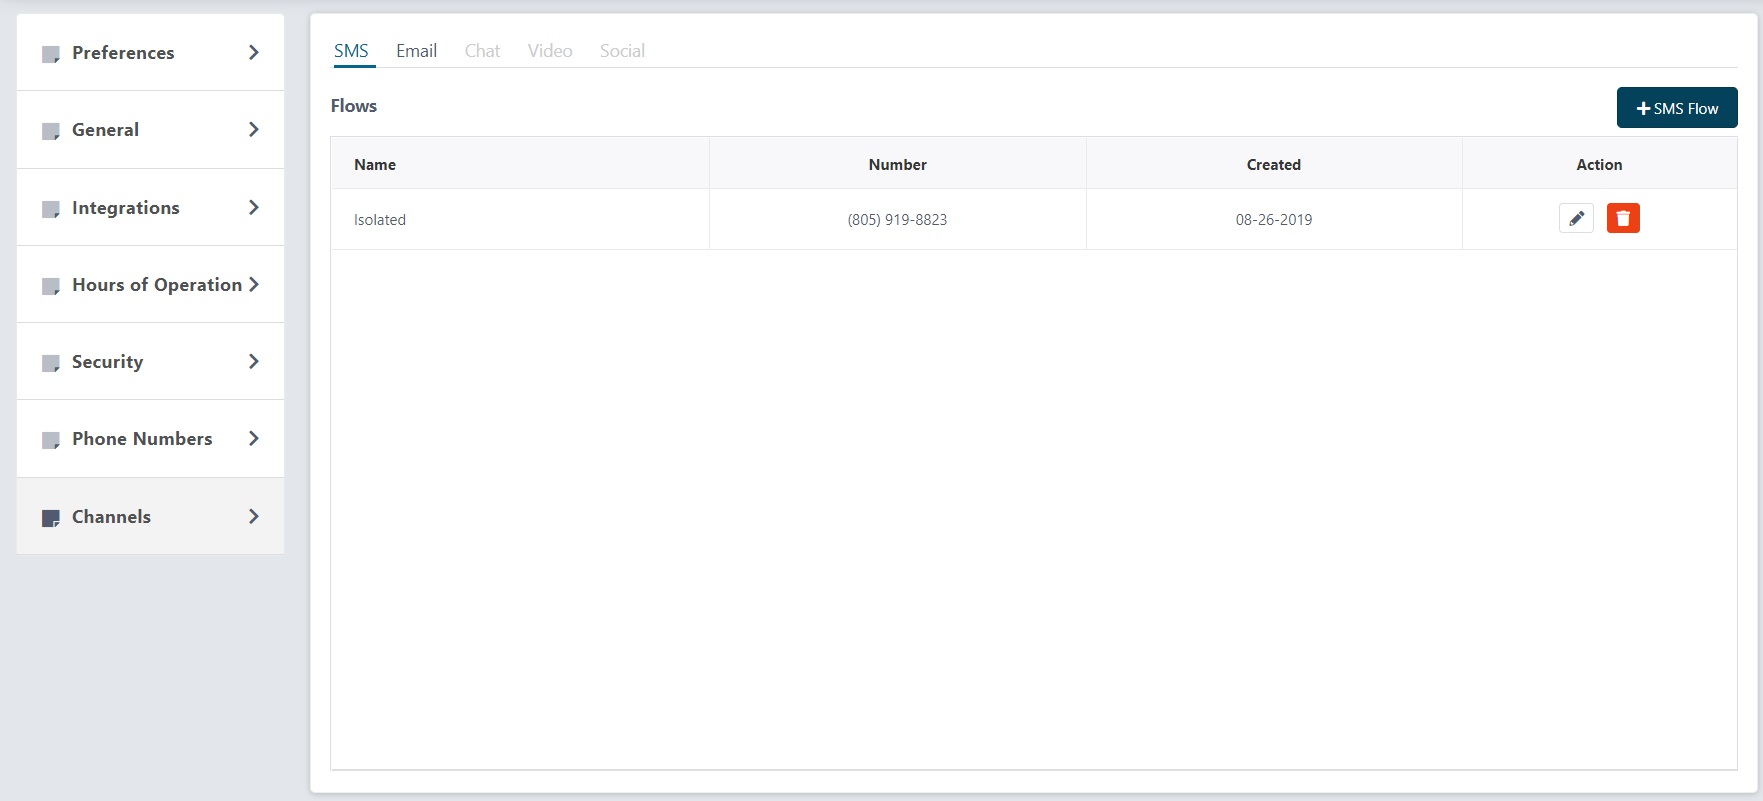 Preferences
General
Integrations
Hours of Operation
Security
Phone Numbers
Channels
SMS Email Chat Video Social
Flows
SMS Flow
Name Number Created Action
Isolated (805) 919-8823 08-26-2019